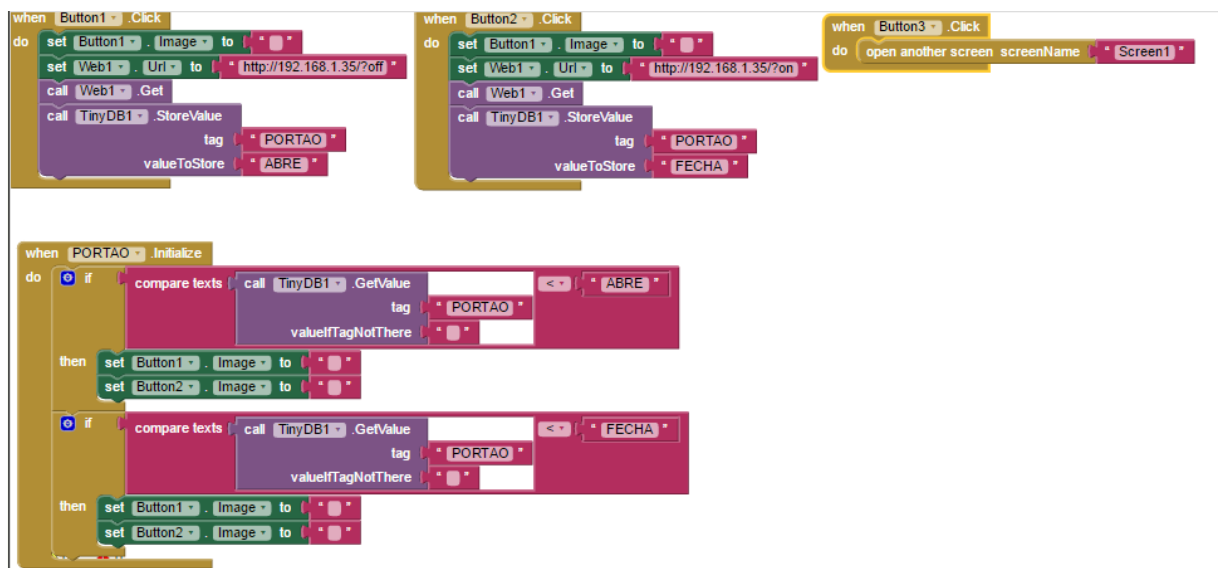 when Button1 .Click
do set Button1 . Image to " "
set Web1 . Url to " http://192.168.1.35/?off "
call Web1 .Get
call TinyDB1 .StoreValue
tag " PORTAO "
valueToStore " ABRE "
when Button2 .Click
do set Button1 . Image to " "
set Web1 . Url to " http://192.168.1.35/?on "
call Web1 .Get
call TinyDB1 .StoreValue
tag " PORTAO "
valueToStore " FECHA "
when Button3 .Click
do open another screen screenName " Screen1 "
when PORTAO .Initialize
do if compare texts call TinyDB1 .GetValue < " ABRE "
tag " PORTAO "
valueIfTagNotThere " "
then set Button1 . Image to " "
set Button2 . Image to " "
if compare texts call TinyDB1 .GetValue < " FECHA "
tag " PORTAO "
valueIfTagNotThere " "
then set Button1 . Image to " "
set Button2 . Image to " "